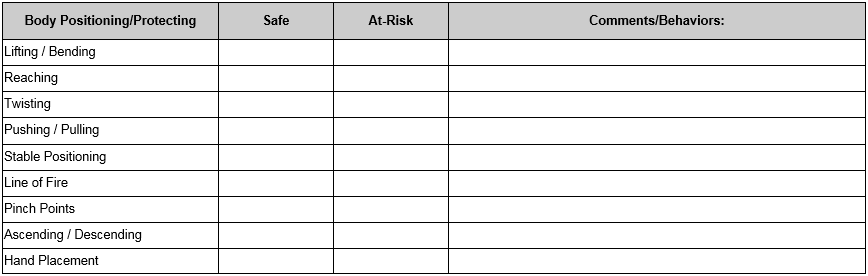 Body Positioning/Protecting Safe At-Risk Comments/Behaviors:
Lifting / Bending
Reaching
Twisting
Pushing / Pulling
Stable Positioning
Line of Fire
Pinch Points
Ascending / Descending
Hand Placement